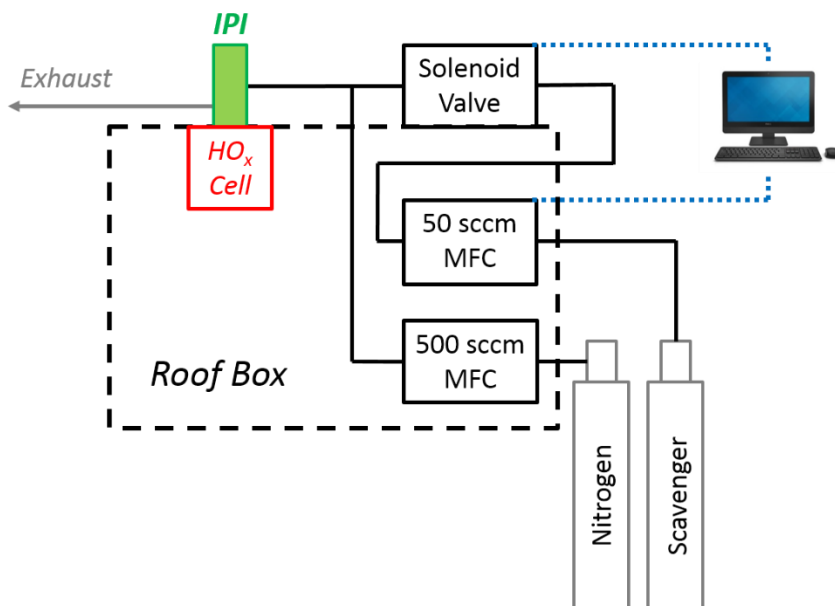 IPI
Exhaust
Solenoid
Valve
HOx
Cell
50 sccm
MFC
500 sccm
MFC
Roof Box
Nitrogen
Scavenger